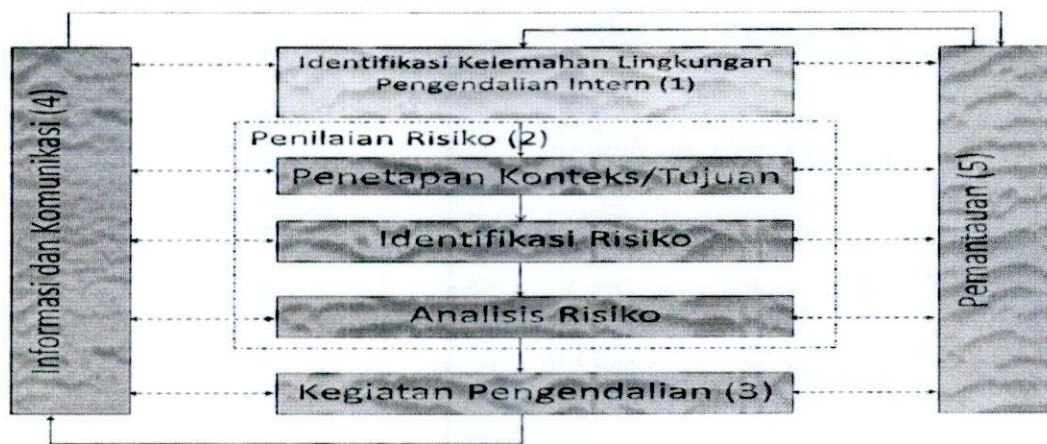 Identifikasi Kelemahan Lingkungan
Pengendalian Intern (1)
Penilaian Risiko (2)
Penetapan Konteks/Tujuan
Identifikasi Risiko
Analisis Risiko
Kegiatan Pengendalian (3)
Informasi dan Komunikasi (4)
Pemantauan (5)